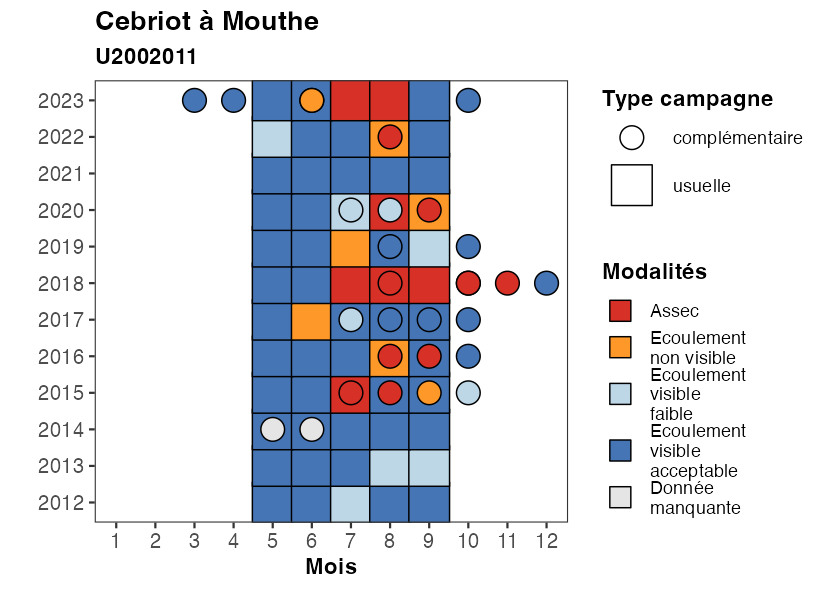 Cebriot à Mouthe
U2002011
2023
2022
2021
2020
2019
2018
2017
2016
2015
2014
2013
2012
1 2 3 4 5 6 7 8 9 10 11 12
Mois
Type campagne
complémentaire
usuelle
Modalités
Assec
Ecoulement
non visible
Ecoulement
visible
faible
Ecoulement
visible
acceptable
Donnée
manquante